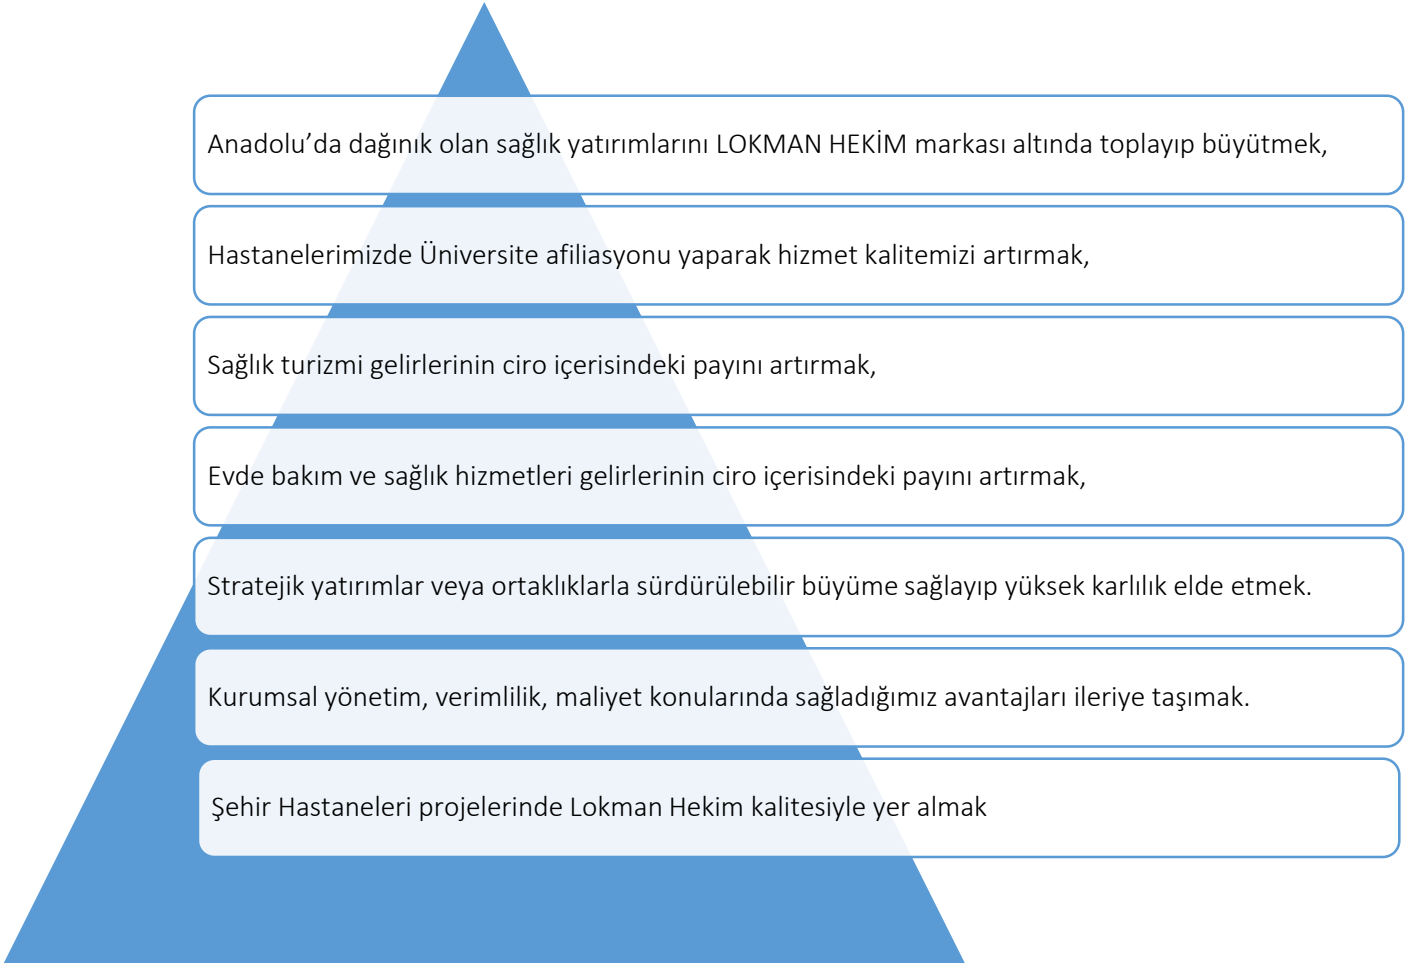 Anadolu’da dağınık olan sağlık yatırımlarını LOKMAN HEKİM markası altında toplayıp büyütmek,
Hastanelerimizde Üniversite afiliasyonu yaparak hizmet kalitemizi artırmak,
Sağlık turizmi gelirlerinin ciro içerisindeki payını artırmak,
Evde bakım ve sağlık hizmetleri gelirlerinin ciro içerisindeki payını artırmak,
Stratejik yatırımlar veya ortaklıklarla sürdürülebilir büyüme sağlayıp yüksek karlılık elde etmek.
Kurumsal yönetim, verimlilik, maliyet konularında sağladığımız avantajları ileriye taşımak.
Şehir Hastaneleri projelerinde Lokman Hekim kalitesiyle yer almak